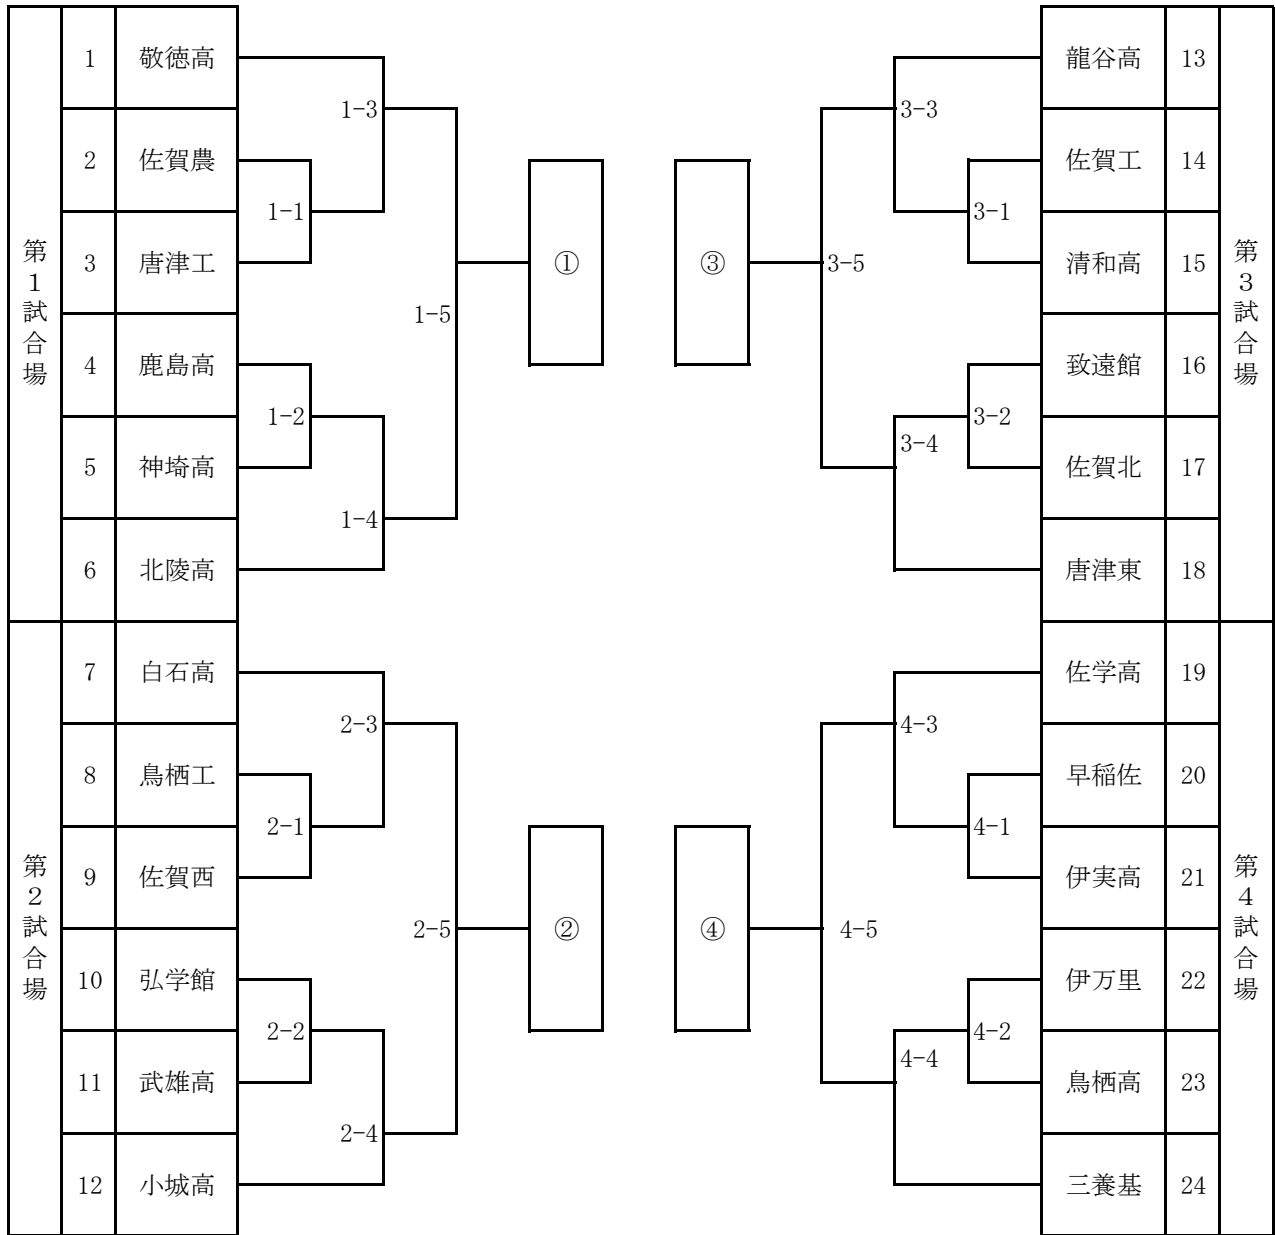 第1試合場
1 敬徳高
2 佐賀農
3 唐津工
4 鹿島高
5 神埼高
6 北陵高
1-3
1-1
1-5
1-2
1-4
①
第2試合場
7 白石高
8 鳥栖工
9 佐賀西
10 弘学館
11 武雄高
12 小城高
2-3
2-1
2-5
2-2
2-4
②
第3試合場
龍谷高 13
佐賀工 14
清和高 15
致遠館 16
佐賀北 17
唐津東 18
3-3
3-1
3-5
3-2
3-4
③
第4試合場
佐学高 19
早稲佐 20
伊実高 21
伊万里 22
鳥栖高 23
三養基 24
4-3
4-1
4-5
4-2
4-4
④